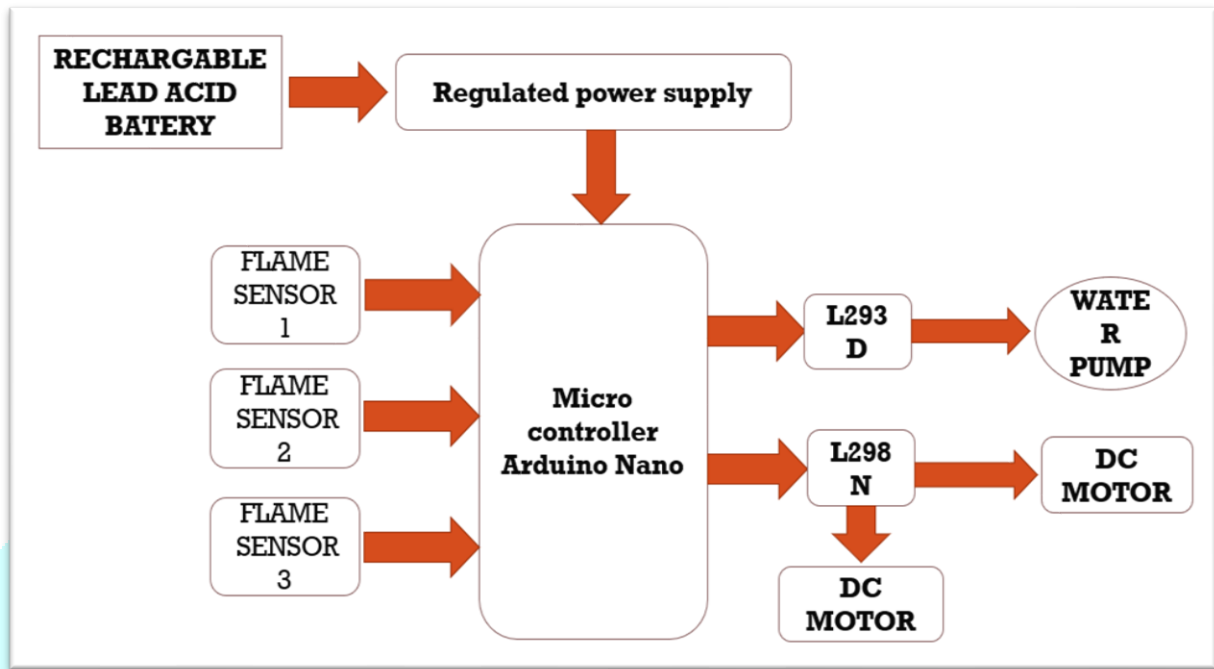 RECHARGABLE
LEAD ACID
BATERY
Regulated power supply
FLAME
SENSOR
1
FLAME
SENSOR
2
FLAME
SENSOR
3
Micro
controller
Arduino Nano
L293
D
WATE
R
PUMP
L298
N
DC
MOTOR
DC
MOTOR